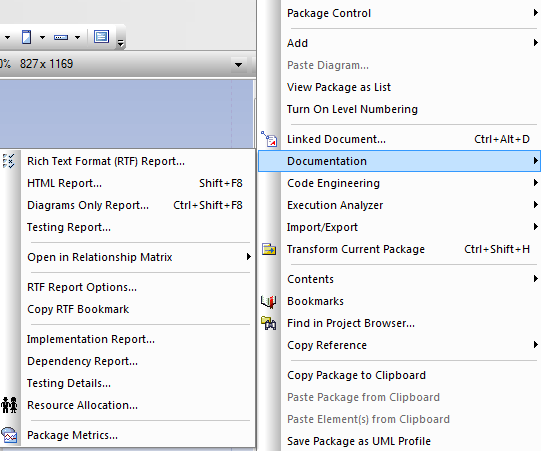 Package Control
Add
0% 827 x 1169
Paste Diagram...
View Package as List
Turn On Level Numbering
Linked Document... Ctrl+Alt+D
Documentation
Code Engineering
Execution Analyzer
Import/Export
Transform Current Package Ctrl+Shift+H
Contents
Bookmarks
Find in Project Browser...
Copy Reference
Copy Package to Clipboard
Paste Package from Clipboard
Paste Element(s) from Clipboard
Save Package as UML Profile
Rich Text Format (RTF) Report...
HTML Report... Shift+F8
Diagrams Only Report... Ctrl+Shift+F8
Testing Report...
Open in Relationship Matrix
RTF Report Options...
Copy RTF Bookmark
Implementation Report...
Dependency Report...
Testing Details...
Resource Allocation...
Package Metrics...